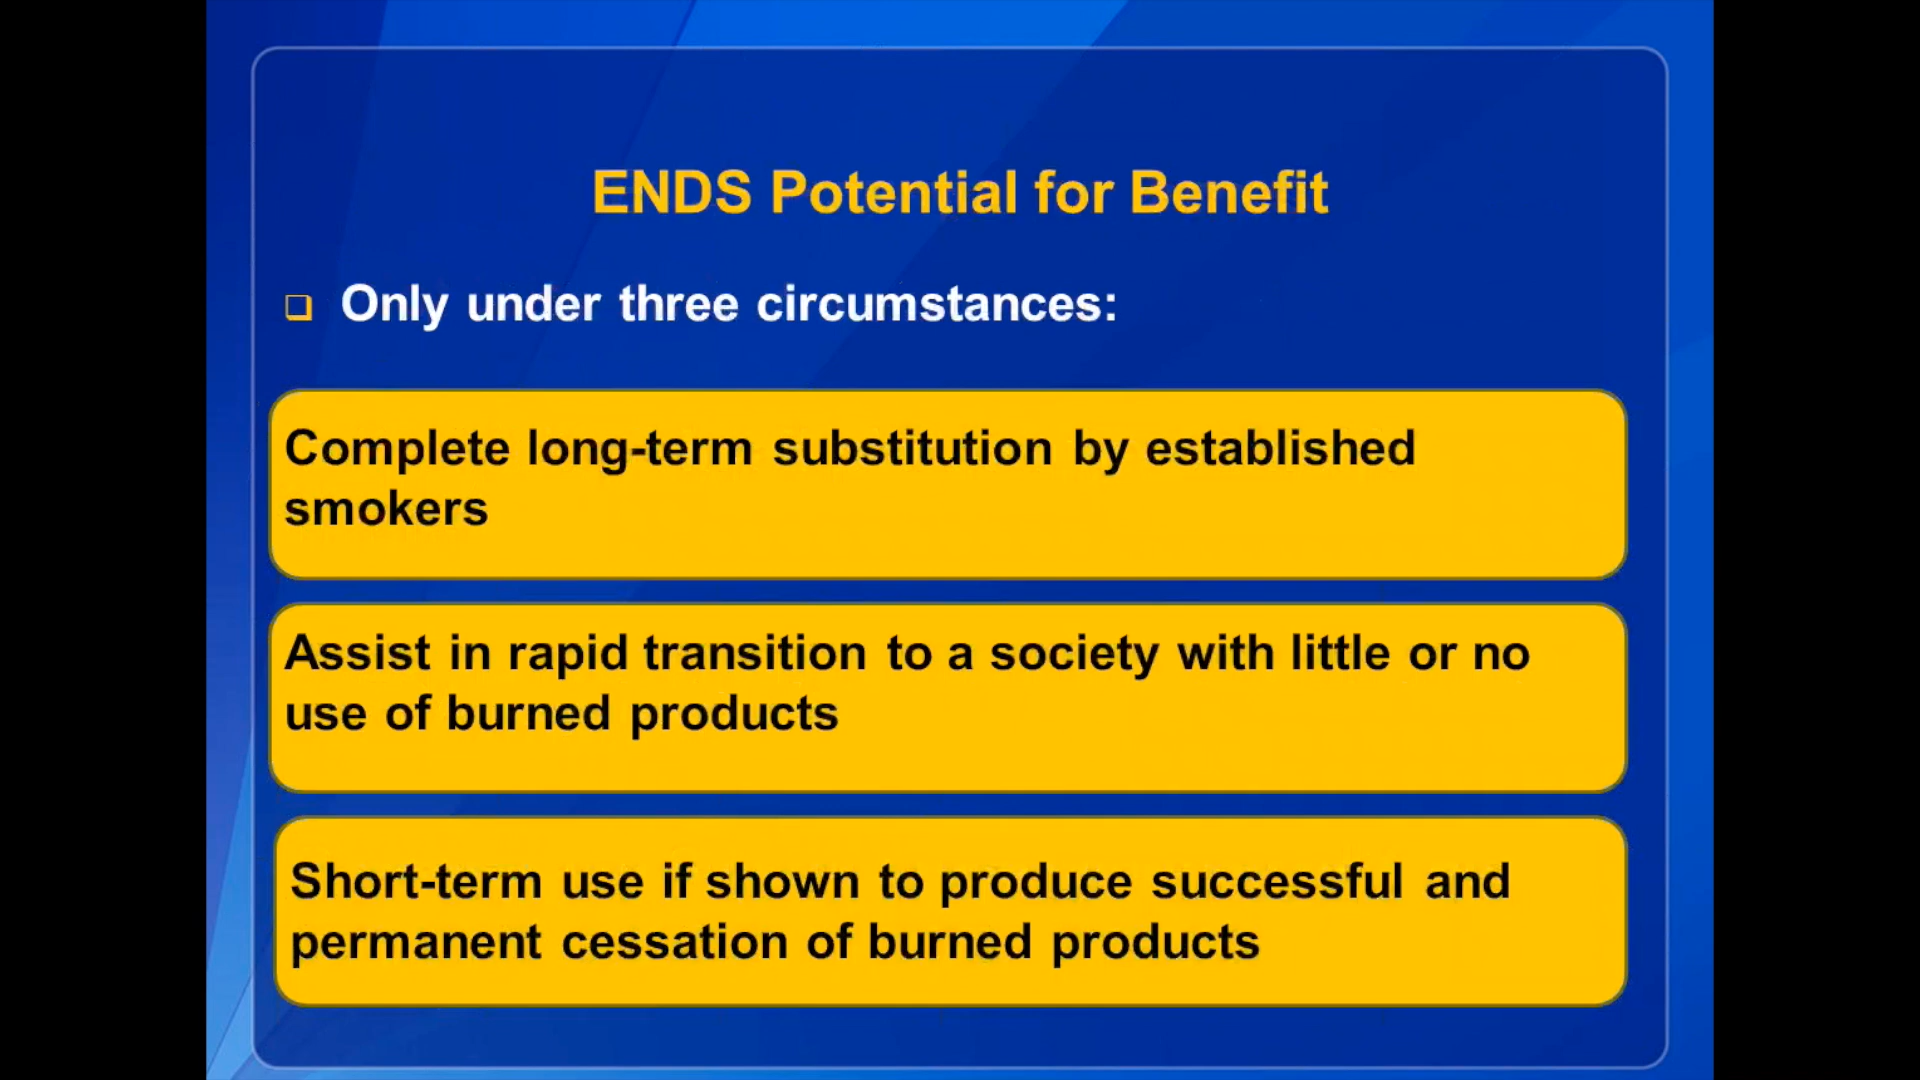 ENDS Potential for Benefit
Only under three circumstances:
Complete long-term substitution by established
smokers
Assist in rapid transition to a society with little or no
use of burned products
Short-term use if shown to produce successful and
permanent cessation of burned products